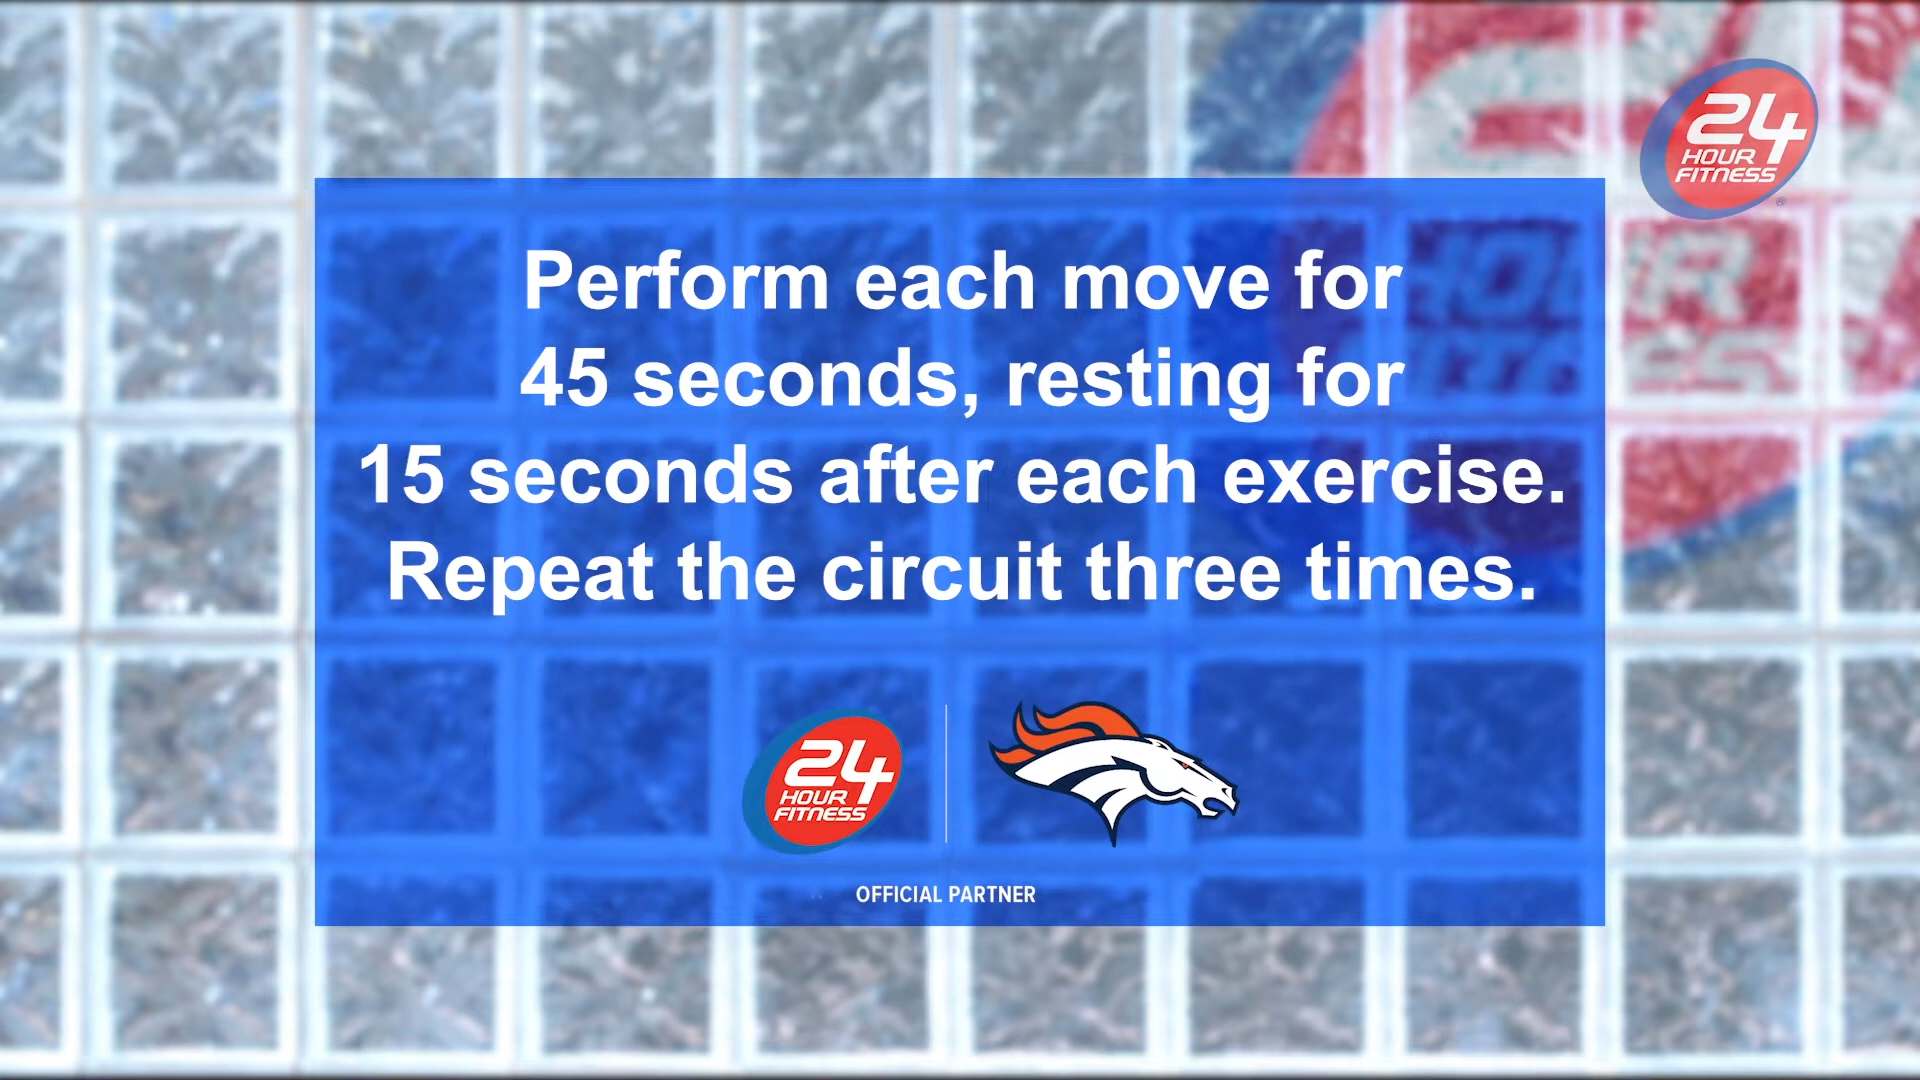 24
HOUR
FITNESS
Perform each move for
45 seconds, resting for
15 seconds after each exercise.
Repeat the circuit three times.
24
HOUR
FITNESS
OFFICIAL PARTNER